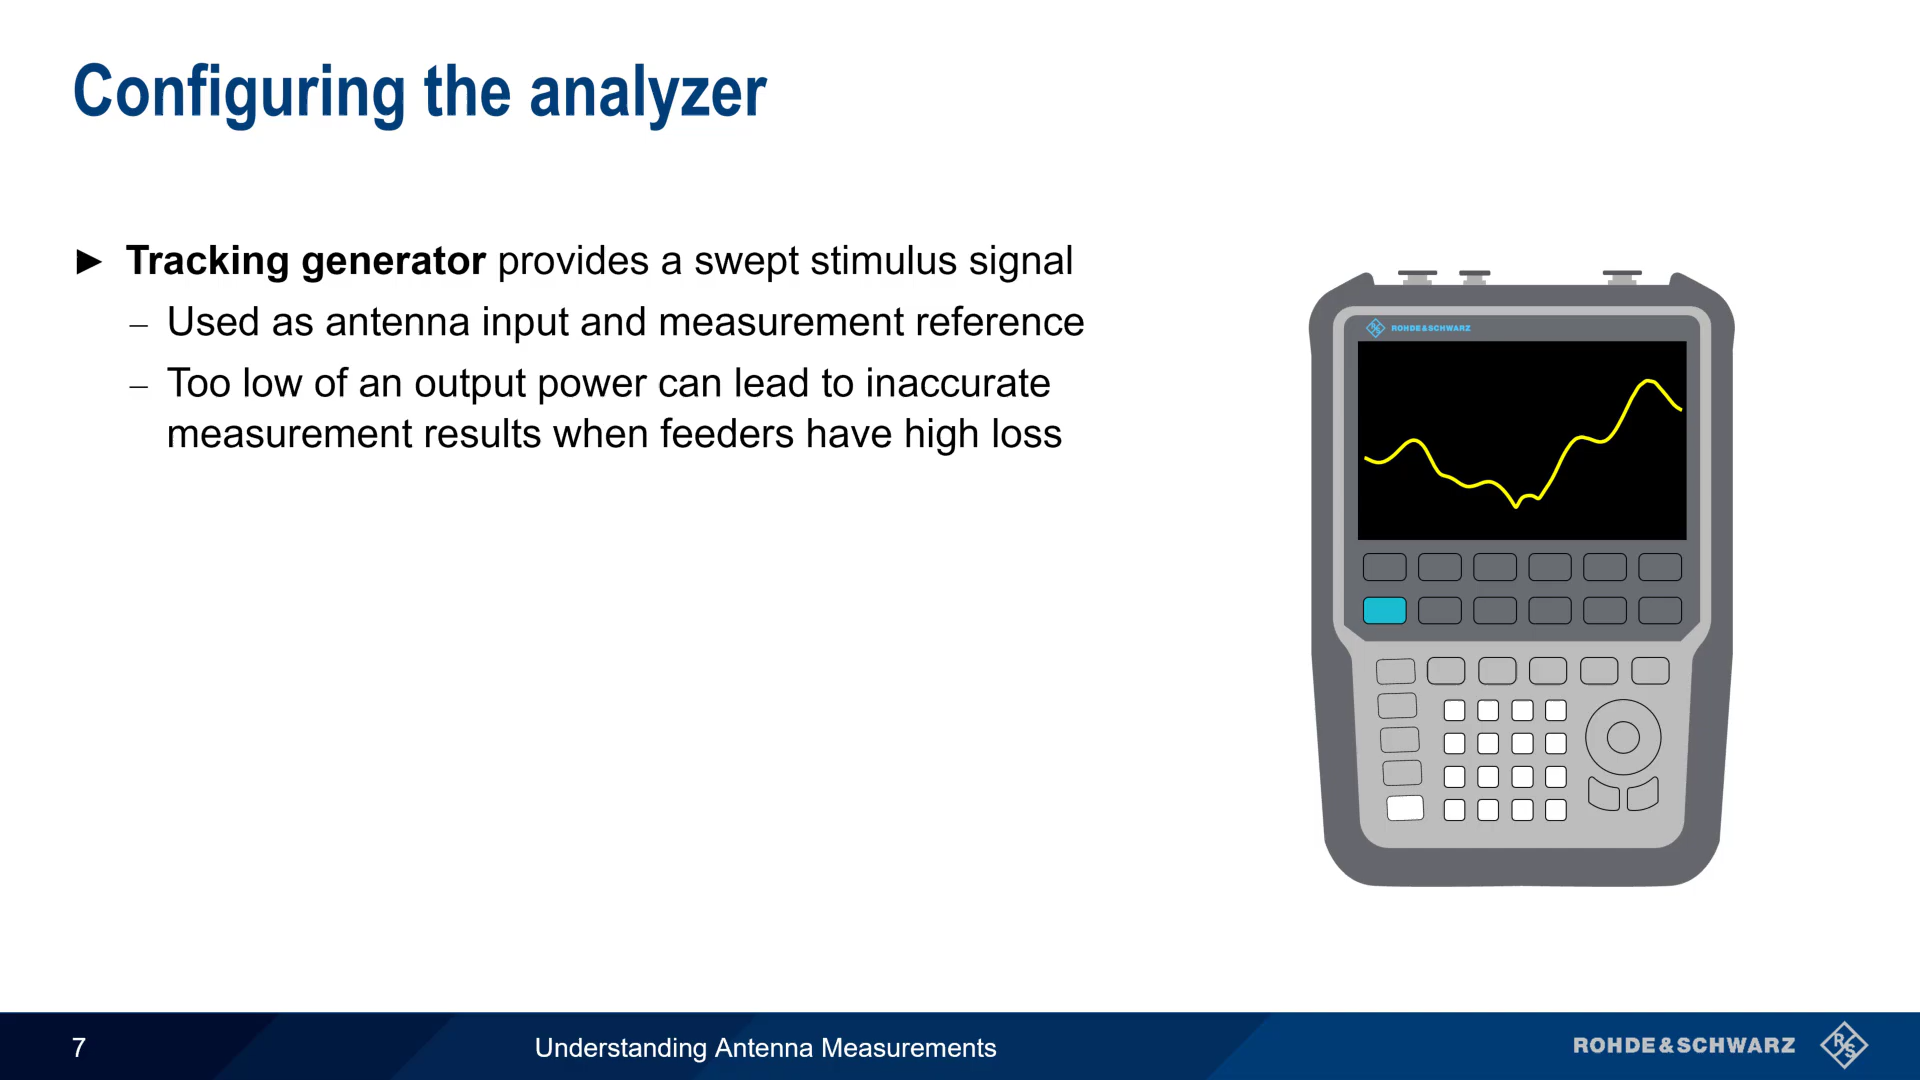 Configuring the analyzer
► Tracking generator provides a swept stimulus signal
– Used as antenna input and measurement reference
– Too low of an output power can lead to inaccurate
measurement results when feeders have high loss
ROHDE&SCHWARZ
7
Understanding Antenna Measurements
ROHDE&SCHWARZ